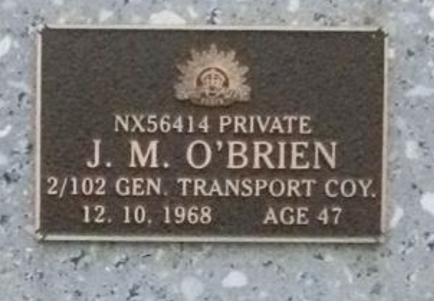 NX56414 PRIVATE
J. M. O'BRIEN
2/102 GEN. TRANSPORT COY.
12. 10. 1968 AGE 47